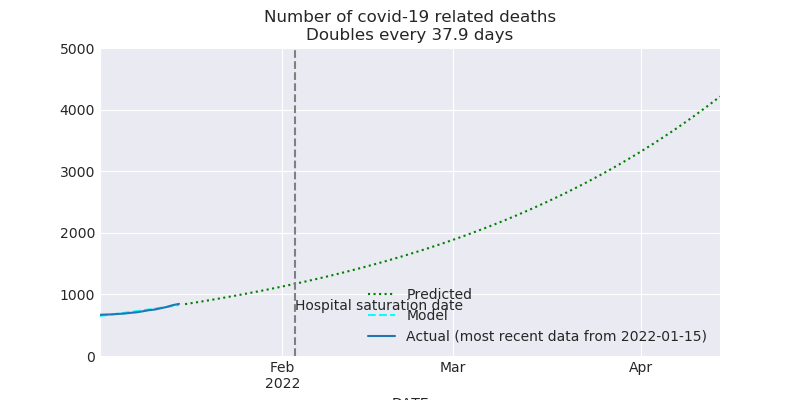 Number of covid-19 related deaths
Doubles every 37.9 days
5000
4000
3000
2000
1000
0
Hospital saturation date
Predicted
Model
Actual (most recent data from 2022-01-15)
Feb
2022
Mar
Apr
DATE